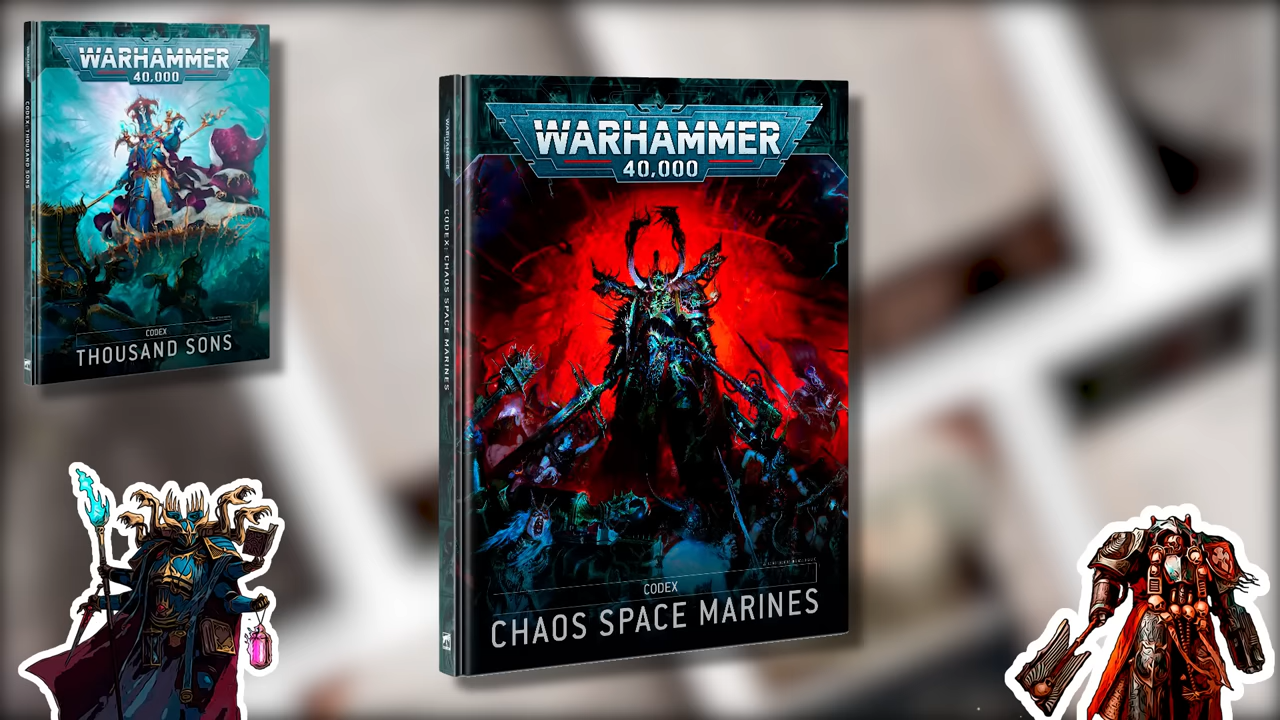 WARHAMMER
40,000
CODEX: THOUSAND SONS
CODEX
THOUSAND SONS
WARHAMMER
40,000
WARHAMMER
CODEX: CHAOS SPACE MARINES
CODEX
CHAOS SPACE MARINES